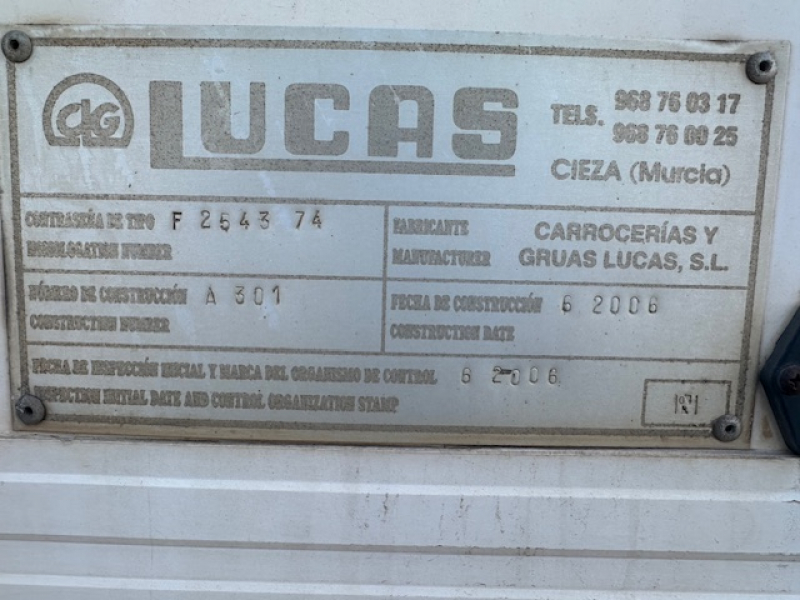 CLG LUCAS
TELS. 968 76 03 17
968 76 00 25
CIEZA (Murcia)
CONTRASEÑA DE TIPO F 2543 74
HOMOLOGATION NUMBER
FABRICANTE
MANUFACTURER
CARROCERÍAS Y
GRUAS LUCAS, S.L.
NÚMERO DE CONSTRUCCIÓN A 301
CONSTRUCTION NUMBER
FECHA DE CONSTRUCCIÓN 6 2006
CONSTRUCTION DATE
FECHA DE INSPECCIÓN INICIAL Y MARCA DEL ORGANISMO DE CONTROL 6 2006
INSPECTION INITIAL DATE AND CONTROL ORGANIZATION STAMP